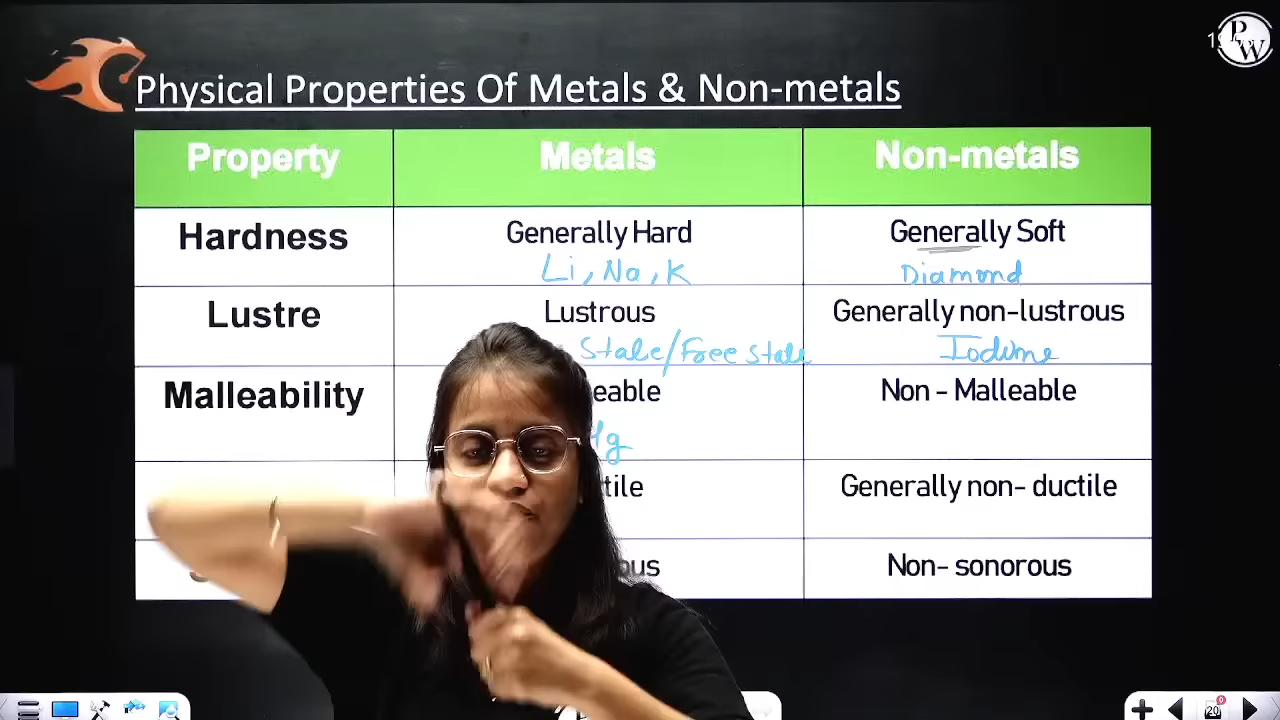 P
W
Physical Properties Of Metals & Non-metals
Property Metals Non-metals
Hardness Generally Hard Generally Soft
Li, Na, K Diamond
Lustre Lustrous Generally non-lustrous
State/Free state Iodine
Malleability eable Non - Malleable
Hg
tile Generally non- ductile
ous Non- sonorous
20